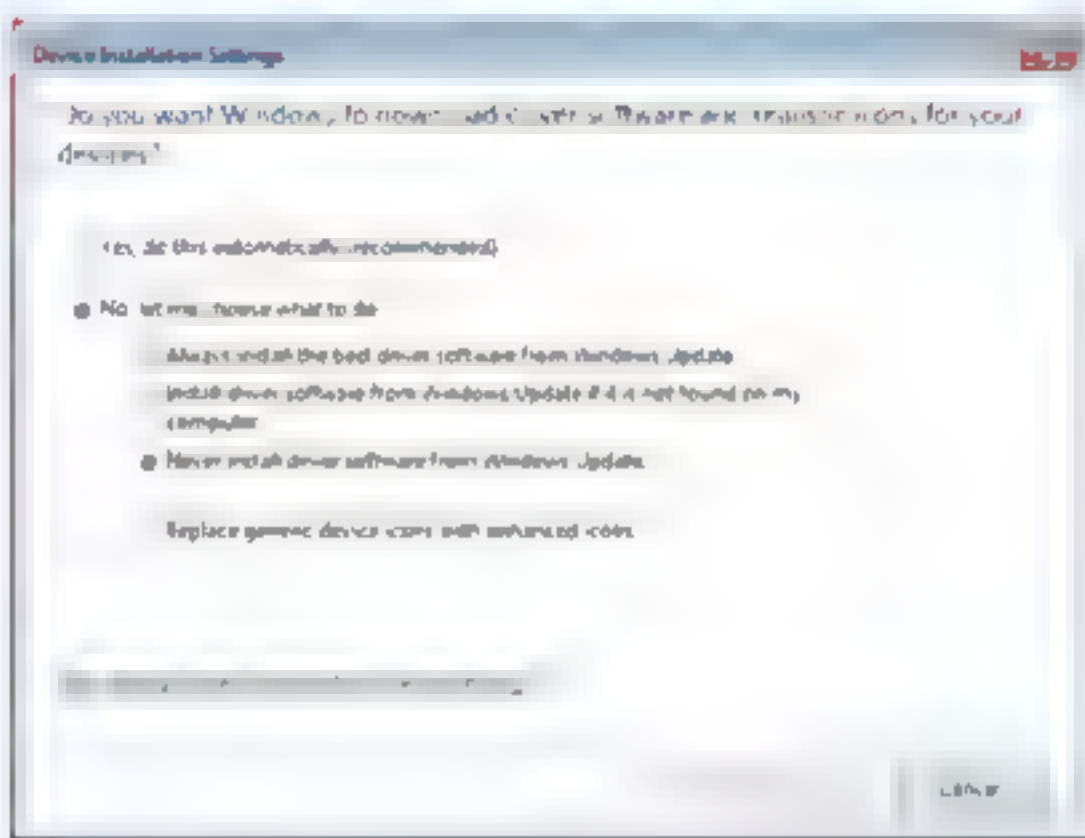 Device Installation Settings
Do you want Windows to download driver software and realistic icons for your
devices?
Yes, do this automatically (recommended)
No, let me choose what to do
Always install the best driver software from Windows Update
Install driver software from Windows Update if it is not found on my
computer
Never install driver software from Windows Update.
Replace generic device icons with enhanced icons